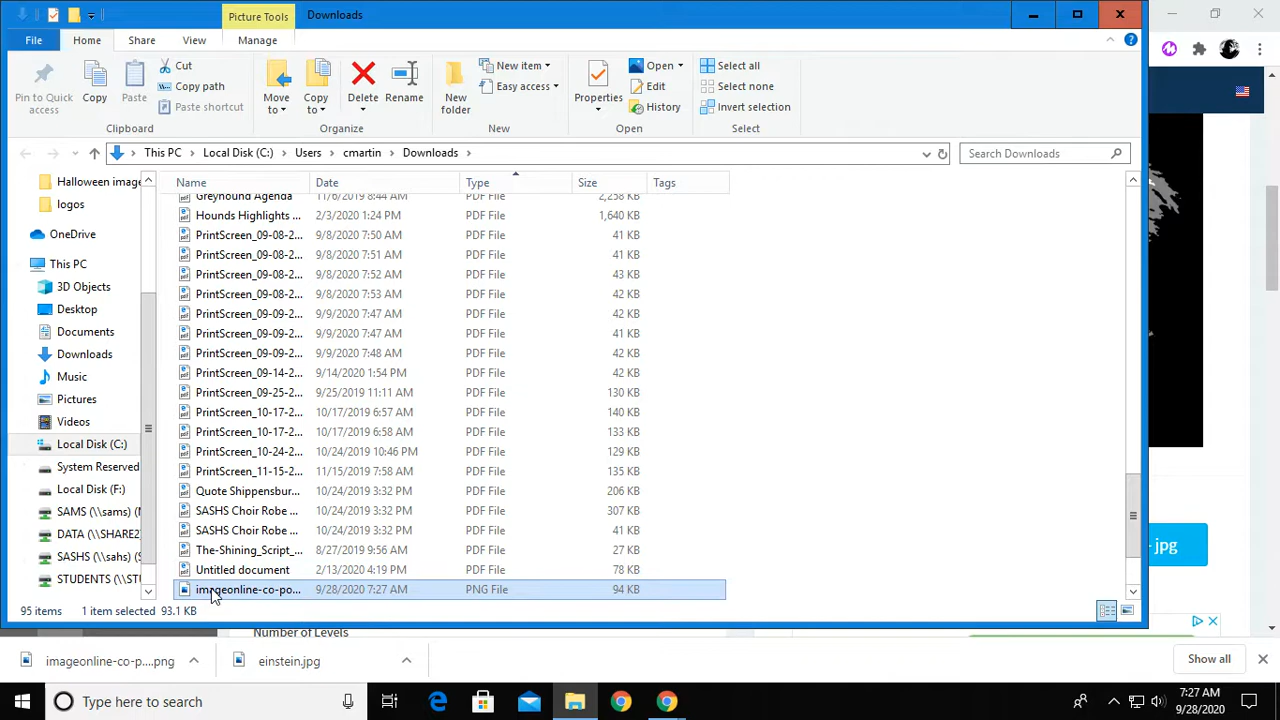 Picture Tools Downloads
File Home Share View Manage
Pin to Quick access
Copy
Paste
Cut
Copy path
Paste shortcut
Clipboard
Move to
Copy to
Delete
Rename
Organize
New folder
New item
Easy access
New
Properties
Open
Edit
History
Open
Select all
Select none
Invert selection
Select
This PC Local Disk (C:) Users cmartin Downloads
Search Downloads
Name Date Type Size Tags
Halloween imag
logos
OneDrive
This PC
3D Objects
Desktop
Documents
Downloads
Music
Pictures
Videos
Local Disk (C:)
System Reserved
Local Disk (F:)
SAMS (\\sams) (N
DATA (\\SHARE2)
SASHS (\\sahs) (S
STUDENTS (\\ST
Greyhound Agenda 11/6/2019 8:44 AM PDF File 2,258 KB
Hounds Highlights ... 2/3/2020 1:24 PM PDF File 1,640 KB
PrintScreen_09-08-2... 9/8/2020 7:50 AM PDF File 41 KB
PrintScreen_09-08-2... 9/8/2020 7:51 AM PDF File 41 KB
PrintScreen_09-08-2... 9/8/2020 7:52 AM PDF File 43 KB
PrintScreen_09-08-2... 9/8/2020 7:53 AM PDF File 42 KB
PrintScreen_09-09-2... 9/9/2020 7:47 AM PDF File 42 KB
PrintScreen_09-09-2... 9/9/2020 7:47 AM PDF File 41 KB
PrintScreen_09-09-2... 9/9/2020 7:48 AM PDF File 42 KB
PrintScreen_09-14-2... 9/14/2020 1:54 PM PDF File 42 KB
PrintScreen_09-25-2... 9/25/2019 11:11 AM PDF File 130 KB
PrintScreen_10-17-2... 10/17/2019 6:57 AM PDF File 140 KB
PrintScreen_10-17-2... 10/17/2019 6:58 AM PDF File 133 KB
PrintScreen_10-24-2... 10/24/2019 10:46 PM PDF File 129 KB
PrintScreen_11-15-2... 11/15/2019 7:58 AM PDF File 135 KB
Quote Shippensbur... 10/24/2019 3:32 PM PDF File 206 KB
SASHS Choir Robe ... 10/24/2019 3:32 PM PDF File 307 KB
SASHS Choir Robe ... 10/24/2019 3:32 PM PDF File 41 KB
The-Shining_Script_... 8/27/2019 9:56 AM PDF File 27 KB
Untitled document 2/13/2020 4:19 PM PDF File 78 KB
imageonline-co-po... 9/28/2020 7:27 AM PNG File 94 KB
95 items 1 item selected 93.1 KB
jpg
Number of Levels
imageonline-co-p....png
einstein.jpg
Show all
Type here to search
7:27 AM
9/28/2020